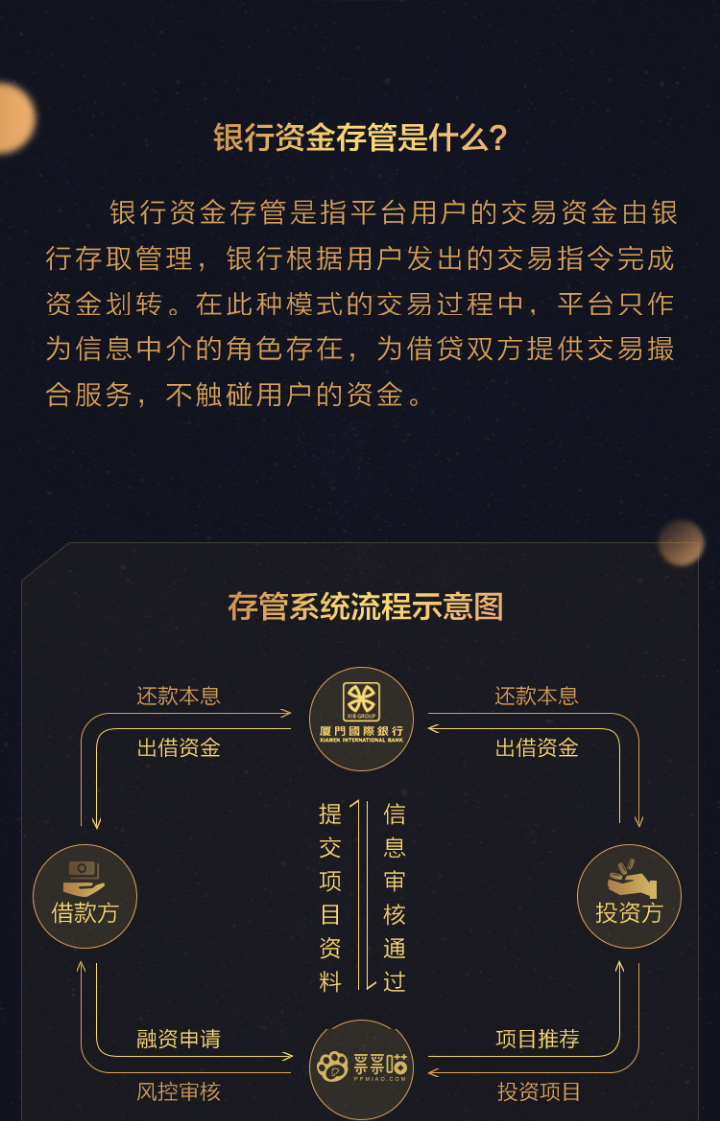 银行资金存管是什么?
银行资金存管是指平台用户的交易资金由银
行存取管理，银行根据用户发出的交易指令完成
资金划转。在此种模式的交易过程中，平台只作
为信息中介的角色存在，为借贷双方提供交易撮
合服务，不触碰用户的资金。
存管系统流程示意图
还款本息
出借资金
XIB GROUP
厦門國際銀行
XIAMEN INTERNATIONAL BANK
还款本息
出借资金
提交项目资料
信息审核通过
借款方
投资方
融资申请
风控审核
票票喵
PPMIAO.COM
项目推荐
投资项目